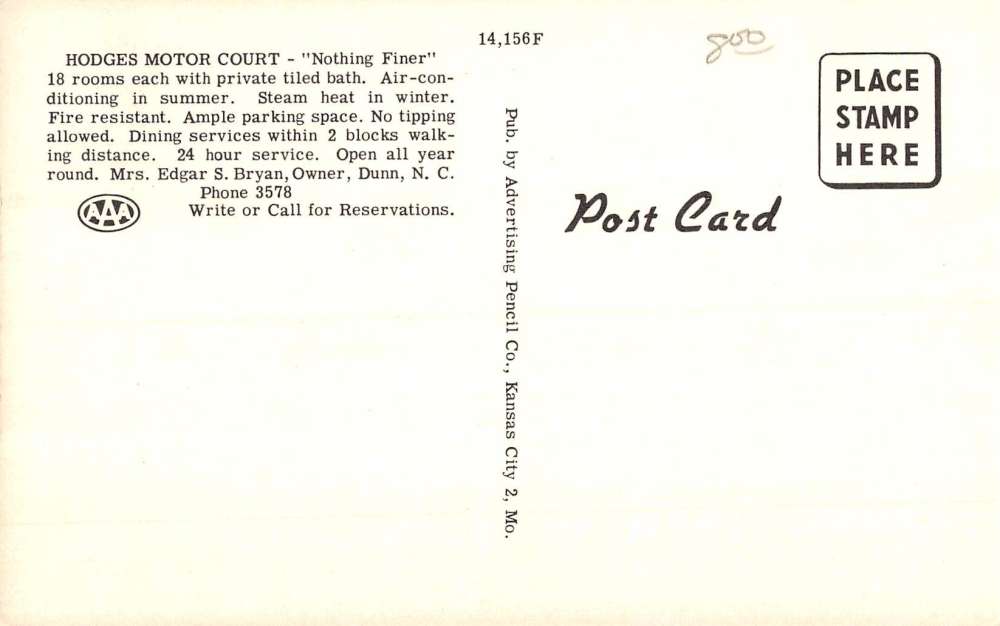 14,156F
800
HODGES MOTOR COURT - "Nothing Finer"
18 rooms each with private tiled bath. Air-con-
ditioning in summer. Steam heat in winter.
Fire resistant. Ample parking space. No tipping
allowed. Dining services within 2 blocks walk-
ing distance. 24 hour service. Open all year
round. Mrs. Edgar S. Bryan, Owner, Dunn, N. C.
Phone 3578
Write or Call for Reservations.
AAA
Pub. by Advertising Pencil Co., Kansas City 2, Mo.
PLACE
STAMP
HERE
Post Card